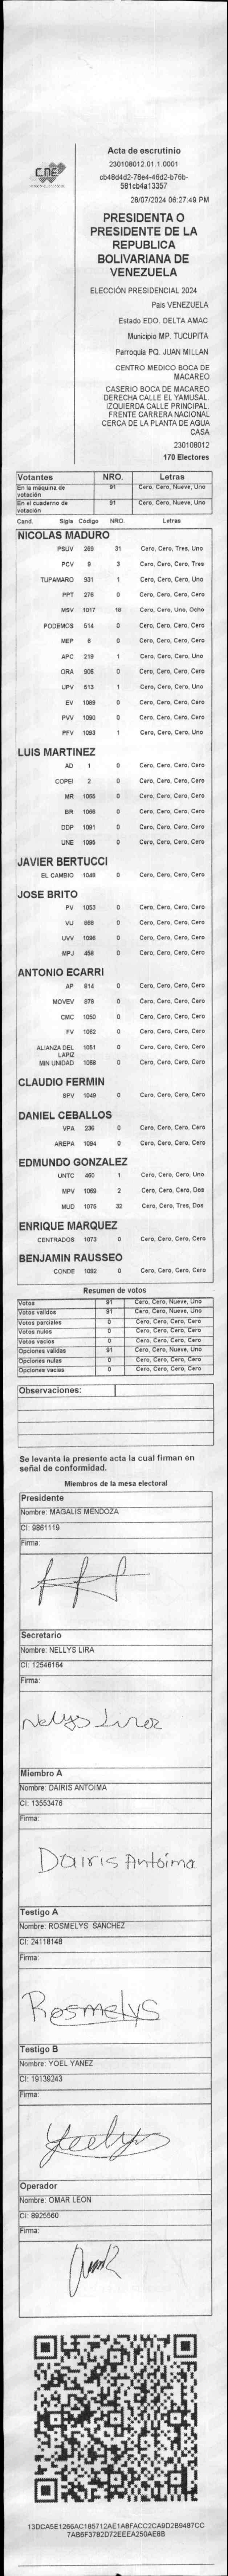 CNE
Acta de escrutinio
230108012.01.1.0001
cb48d4d2-78e4-46d2-b76b-
581cb4a13357
28/07/2024 06:27:49 PM
PRESIDENTA O
PRESIDENTE DE LA
REPUBLICA
BOLIVARIANA DE
VENEZUELA
ELECCIÓN PRESIDENCIAL 2024
Pais VENEZUELA
Estado EDO. DELTA AMAC
Municipio MP. TUCUPITA
Parroquia PQ. JUAN MILLAN
CENTRO MEDICO BOCA DE
MACAREO
CASERIO BOCA DE MACAREO
DERECHA CALLE EL YAMUSAL.
IZQUIERDA CALLE PRINCIPAL.
FRENTE CARRERA NACIONAL
CERCA DE LA PLANTA DE AGUA
CASA
230108012
170 Electores
Votantes NRO. Letras
En la máquina de votación 91 Cero, Cero, Nueve, Uno
En el cuaderno de votación 91 Cero, Cero, Nueve, Uno
Cand. Sigla Código NRO. Letras
NICOLAS MADURO
PSUV 269 31 Cero, Cero, Tres, Uno
PCV 9 3 Cero, Cero, Cero, Tres
TUPAMARO 931 1 Cero, Cero, Cero, Uno
PPT 276 0 Cero, Cero, Cero, Cero
MSV 1017 18 Cero, Cero, Uno, Ocho
PODEMOS 514 0 Cero, Cero, Cero, Cero
MEP 6 0 Cero, Cero, Cero, Cero
APC 219 1 Cero, Cero, Cero, Uno
ORA 905 0 Cero, Cero, Cero, Cero
UPV 513 1 Cero, Cero, Cero, Uno
EV 1089 0 Cero, Cero, Cero, Cero
PVV 1090 0 Cero, Cero, Cero, Cero
PFV 1093 1 Cero, Cero, Cero, Uno
LUIS MARTINEZ
AD 1 0 Cero, Cero, Cero, Cero
COPEI 2 0 Cero, Cero, Cero, Cero
MR 1055 0 Cero, Cero, Cero, Cero
BR 1066 0 Cero, Cero, Cero, Cero
DDP 1091 0 Cero, Cero, Cero, Cero
UNE 1095 0 Cero, Cero, Cero, Cero
JAVIER BERTUCCI
EL CAMBIO 1048 0 Cero, Cero, Cero, Cero
JOSE BRITO
PV 1053 0 Cero, Cero, Cero, Cero
VU 868 0 Cero, Cero, Cero, Cero
UVV 1096 0 Cero, Cero, Cero, Cero
MPJ 458 0 Cero, Cero, Cero, Cero
ANTONIO ECARRI
AP 814 0 Cero, Cero, Cero, Cero
MOVEV 979 0 Cero, Cero, Cero, Cero
CMC 1050 0 Cero, Cero, Cero, Cero
FV 1062 0 Cero, Cero, Cero, Cero
ALIANZA DEL LAPIZ 1051 0 Cero, Cero, Cero, Cero
MIN UNIDAD 1068 0 Cero, Cero, Cero, Cero
CLAUDIO FERMIN
SPV 1049 0 Cero, Cero, Cero, Cero
DANIEL CEBALLOS
VPA 236 0 Cero, Cero, Cero, Cero
AREPA 1094 0 Cero, Cero, Cero, Cero
EDMUNDO GONZALEZ
UNTC 460 1 Cero, Cero, Cero, Uno
MPV 1069 2 Cero, Cero, Cero, Dos
MUD 1075 32 Cero, Cero, Tres, Dos
ENRIQUE MARQUEZ
CENTRADOS 1073 0 Cero, Cero, Cero, Cero
BENJAMIN RAUSSEO
CONDE 1092 0 Cero, Cero, Cero, Cero
Resumen de votos
Votos 91 Cero, Cero, Nueve, Uno
Votos validos 91 Cero, Cero, Nueve, Uno
Votos parciales 0 Cero, Cero, Cero, Cero
Votos nulos 0 Cero, Cero, Cero, Cero
Votos vacios 0 Cero, Cero, Cero, Cero
Opciones validas 91 Cero, Cero, Nueve, Uno
Opciones nulas 0 Cero, Cero, Cero, Cero
Opciones vacias 0 Cero, Cero, Cero, Cero
Observaciones:
Se levanta la presente acta la cual firman en
señal de conformidad.
Miembros de la mesa electoral
Presidente
Nombre: MAGALIS MENDOZA
CI: 9861119
Firma:
Secretario
Nombre: NELLYS LIRA
CI: 12546164
Firma:
Nellys Liraz
Miembro A
Nombre: DAIRIS ANTOIMA
CI: 13553476
Firma:
Dairis Antóima
Testigo A
Nombre: ROSMELYS SANCHEZ
CI: 24118148
Firma:
Rosmelys
Testigo B
Nombre: YOEL YANEZ
CI: 19139243
Firma:
Operador
Nombre: OMAR LEON
CI: 8925560
Firma:
13DCA5E1266AC185712AE1A8FACC2CA9D2B9487CC
7AB6F3782D72EEEA250AE8B